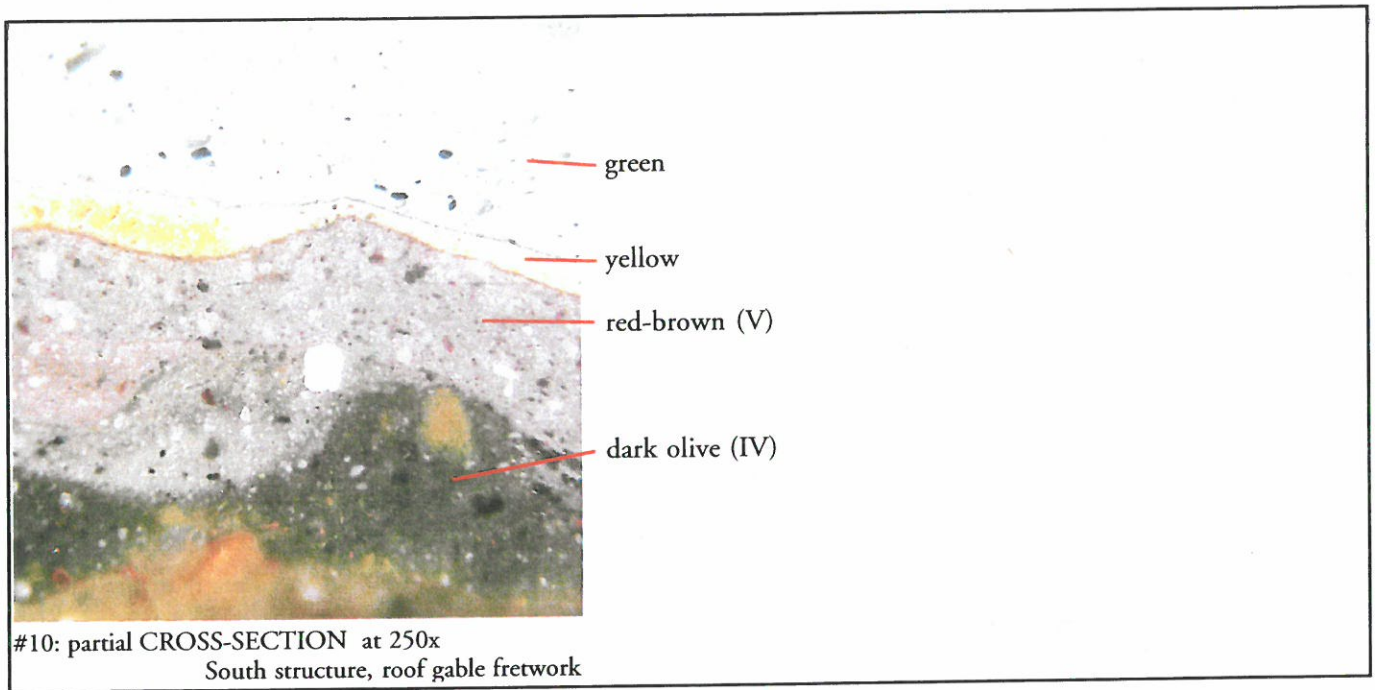 green
yellow
red-brown (V)
dark olive (IV)
#10: partial CROSS-SECTION at 250x
South structure, roof gable fretwork